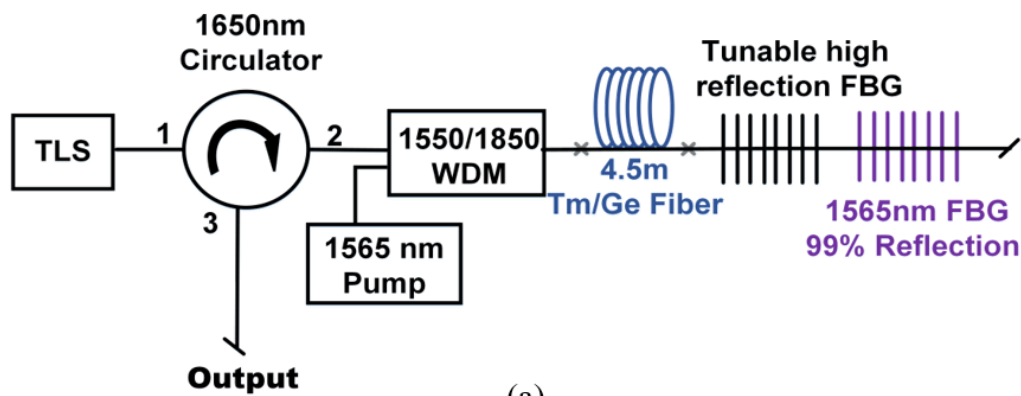 1650nm
Circulator
TLS
1
2
3
1550/1850
WDM
1565 nm
Pump
4.5m
Tm/Ge Fiber
Tunable high
reflection FBG
1565nm FBG
99% Reflection
Output
(a)